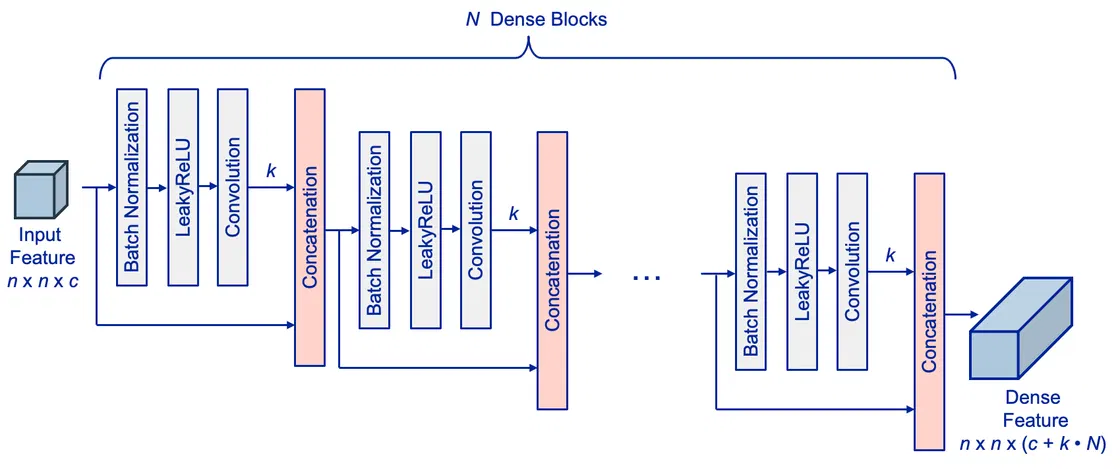 N Dense Blocks
Input
Feature
n x n x c
Batch Normalization
LeakyReLU
Convolution
k
Concatenation
Batch Normalization
LeakyReLU
Convolution
k
Concatenation
...
Batch Normalization
LeakyReLU
Convolution
k
Concatenation
Dense
Feature
n x n x (c + k • N)